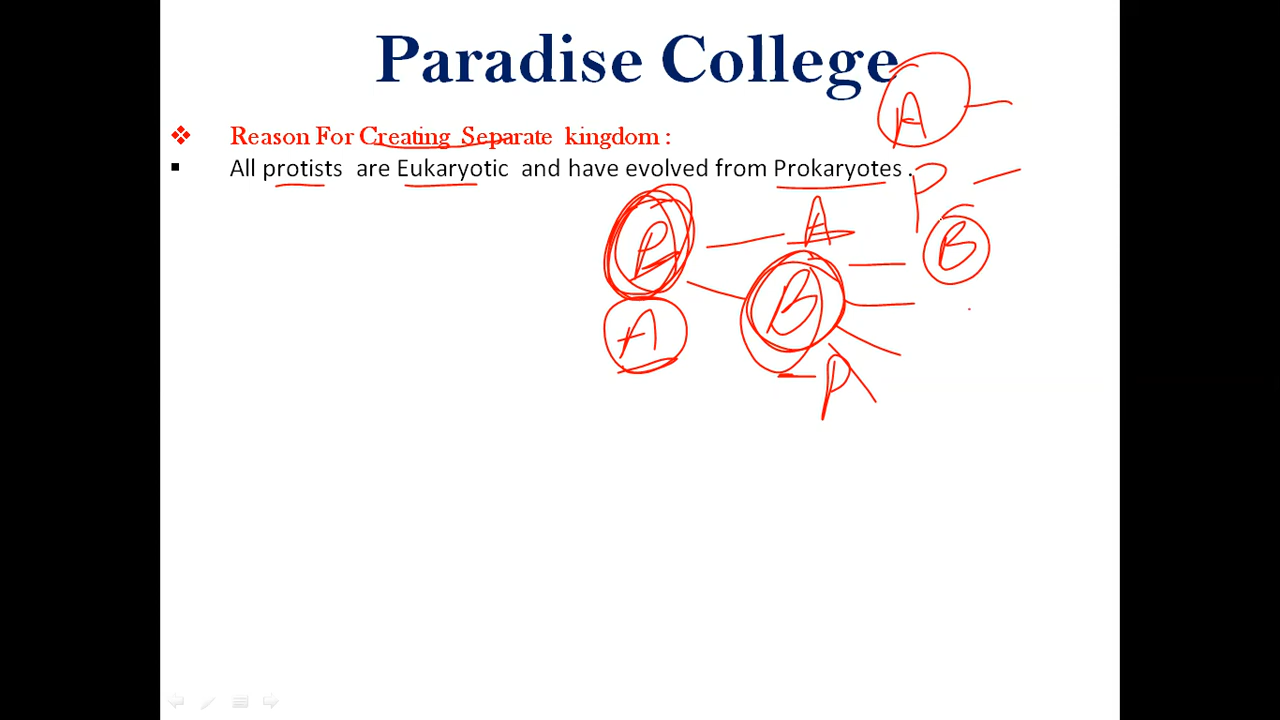 Paradise College
A
❖ Reason For Creating Separate kingdom :
▪ All protists are Eukaryotic and have evolved from Prokaryotes .
P
P A B
A B
P